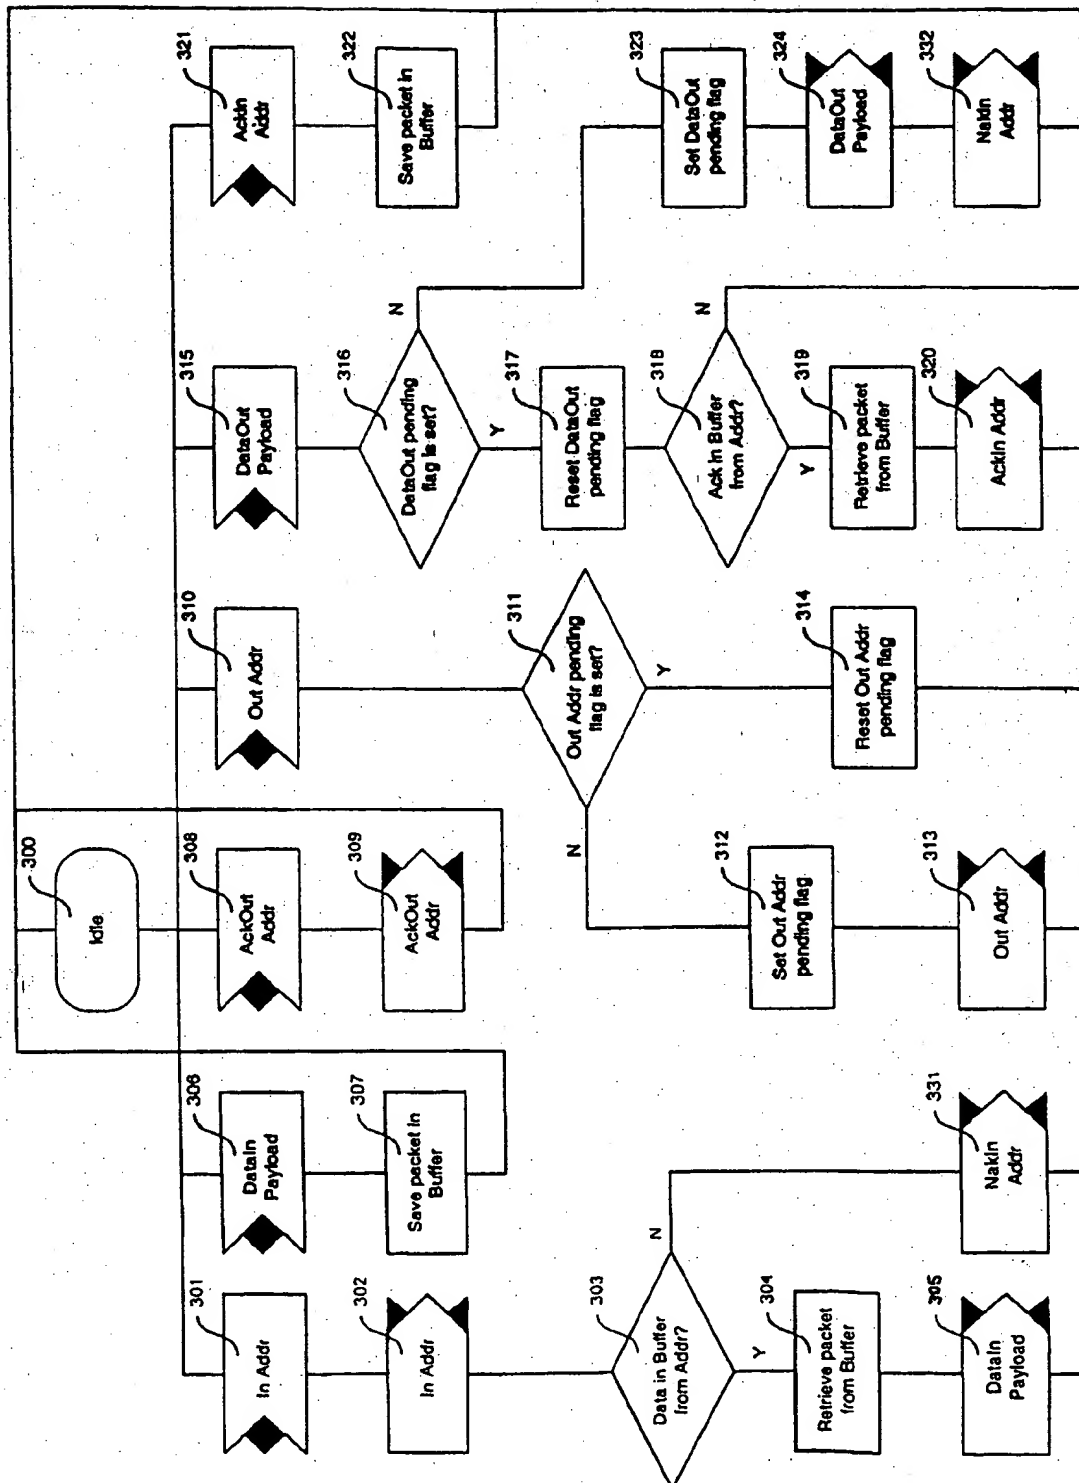 300
Idle
301
In Addr
302
In Addr
303
Data in Buffer
from Addr?
N
Y
304
Retrieve packet
from Buffer
305
DataIn
Payload
331
NakIn
Addr
306
DataIn
Payload
307
Save packet in
Buffer
308
AckOut
Addr
309
AckOut
Addr
310
Out Addr
311
Out Addr pending
flag is set?
N
Y
312
Set Out Addr
pending flag
313
Out Addr
314
Reset Out Addr
pending flag
315
DataOut
Payload
316
DataOut pending
flag is set?
N
Y
317
Reset DataOut
pending flag
318
Ack in Buffer
from Addr?
N
Y
319
Retrieve packet
from Buffer
320
AckIn Addr
321
AckIn
Addr
322
Save packet in
Buffer
323
Set DataOut
pending flag
324
DataOut
Payload
332
NakIn
Addr